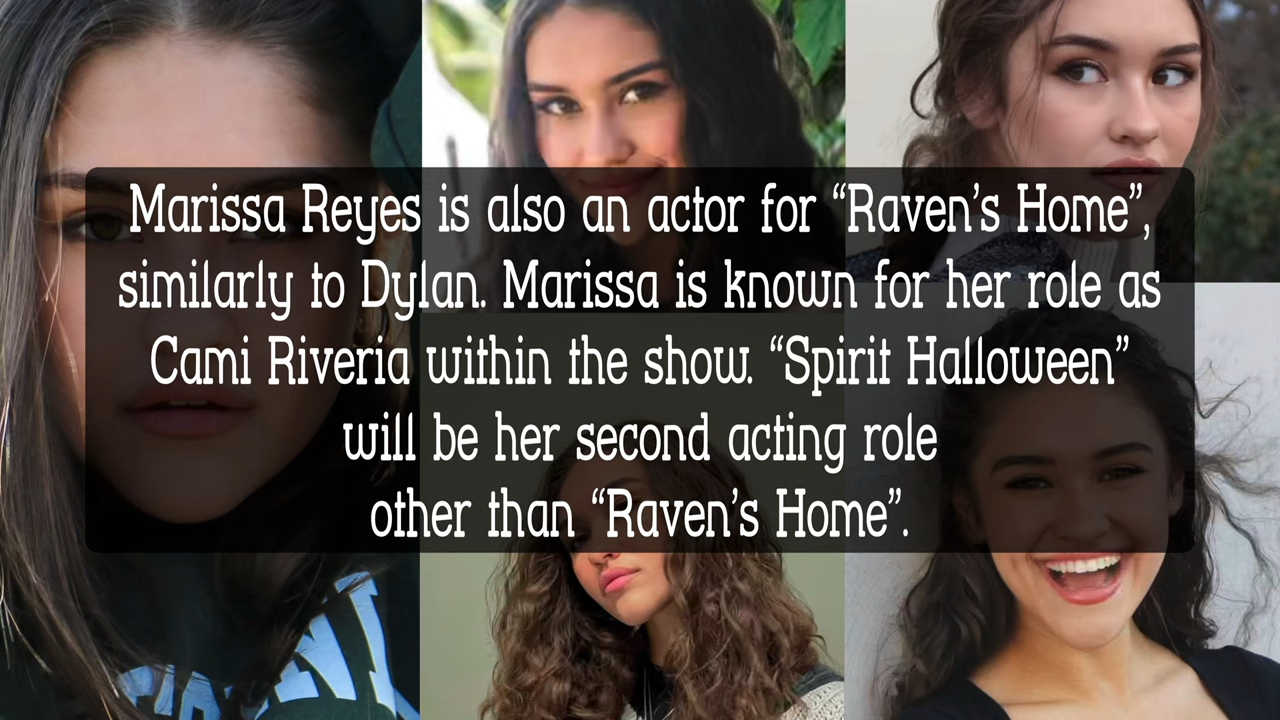 Marissa Reyes is also an actor for “Raven’s Home”,
similarly to Dylan. Marissa is known for her role as
Cami Riveria within the show. “Spirit Halloween”
will be her second acting role
other than “Raven’s Home”.